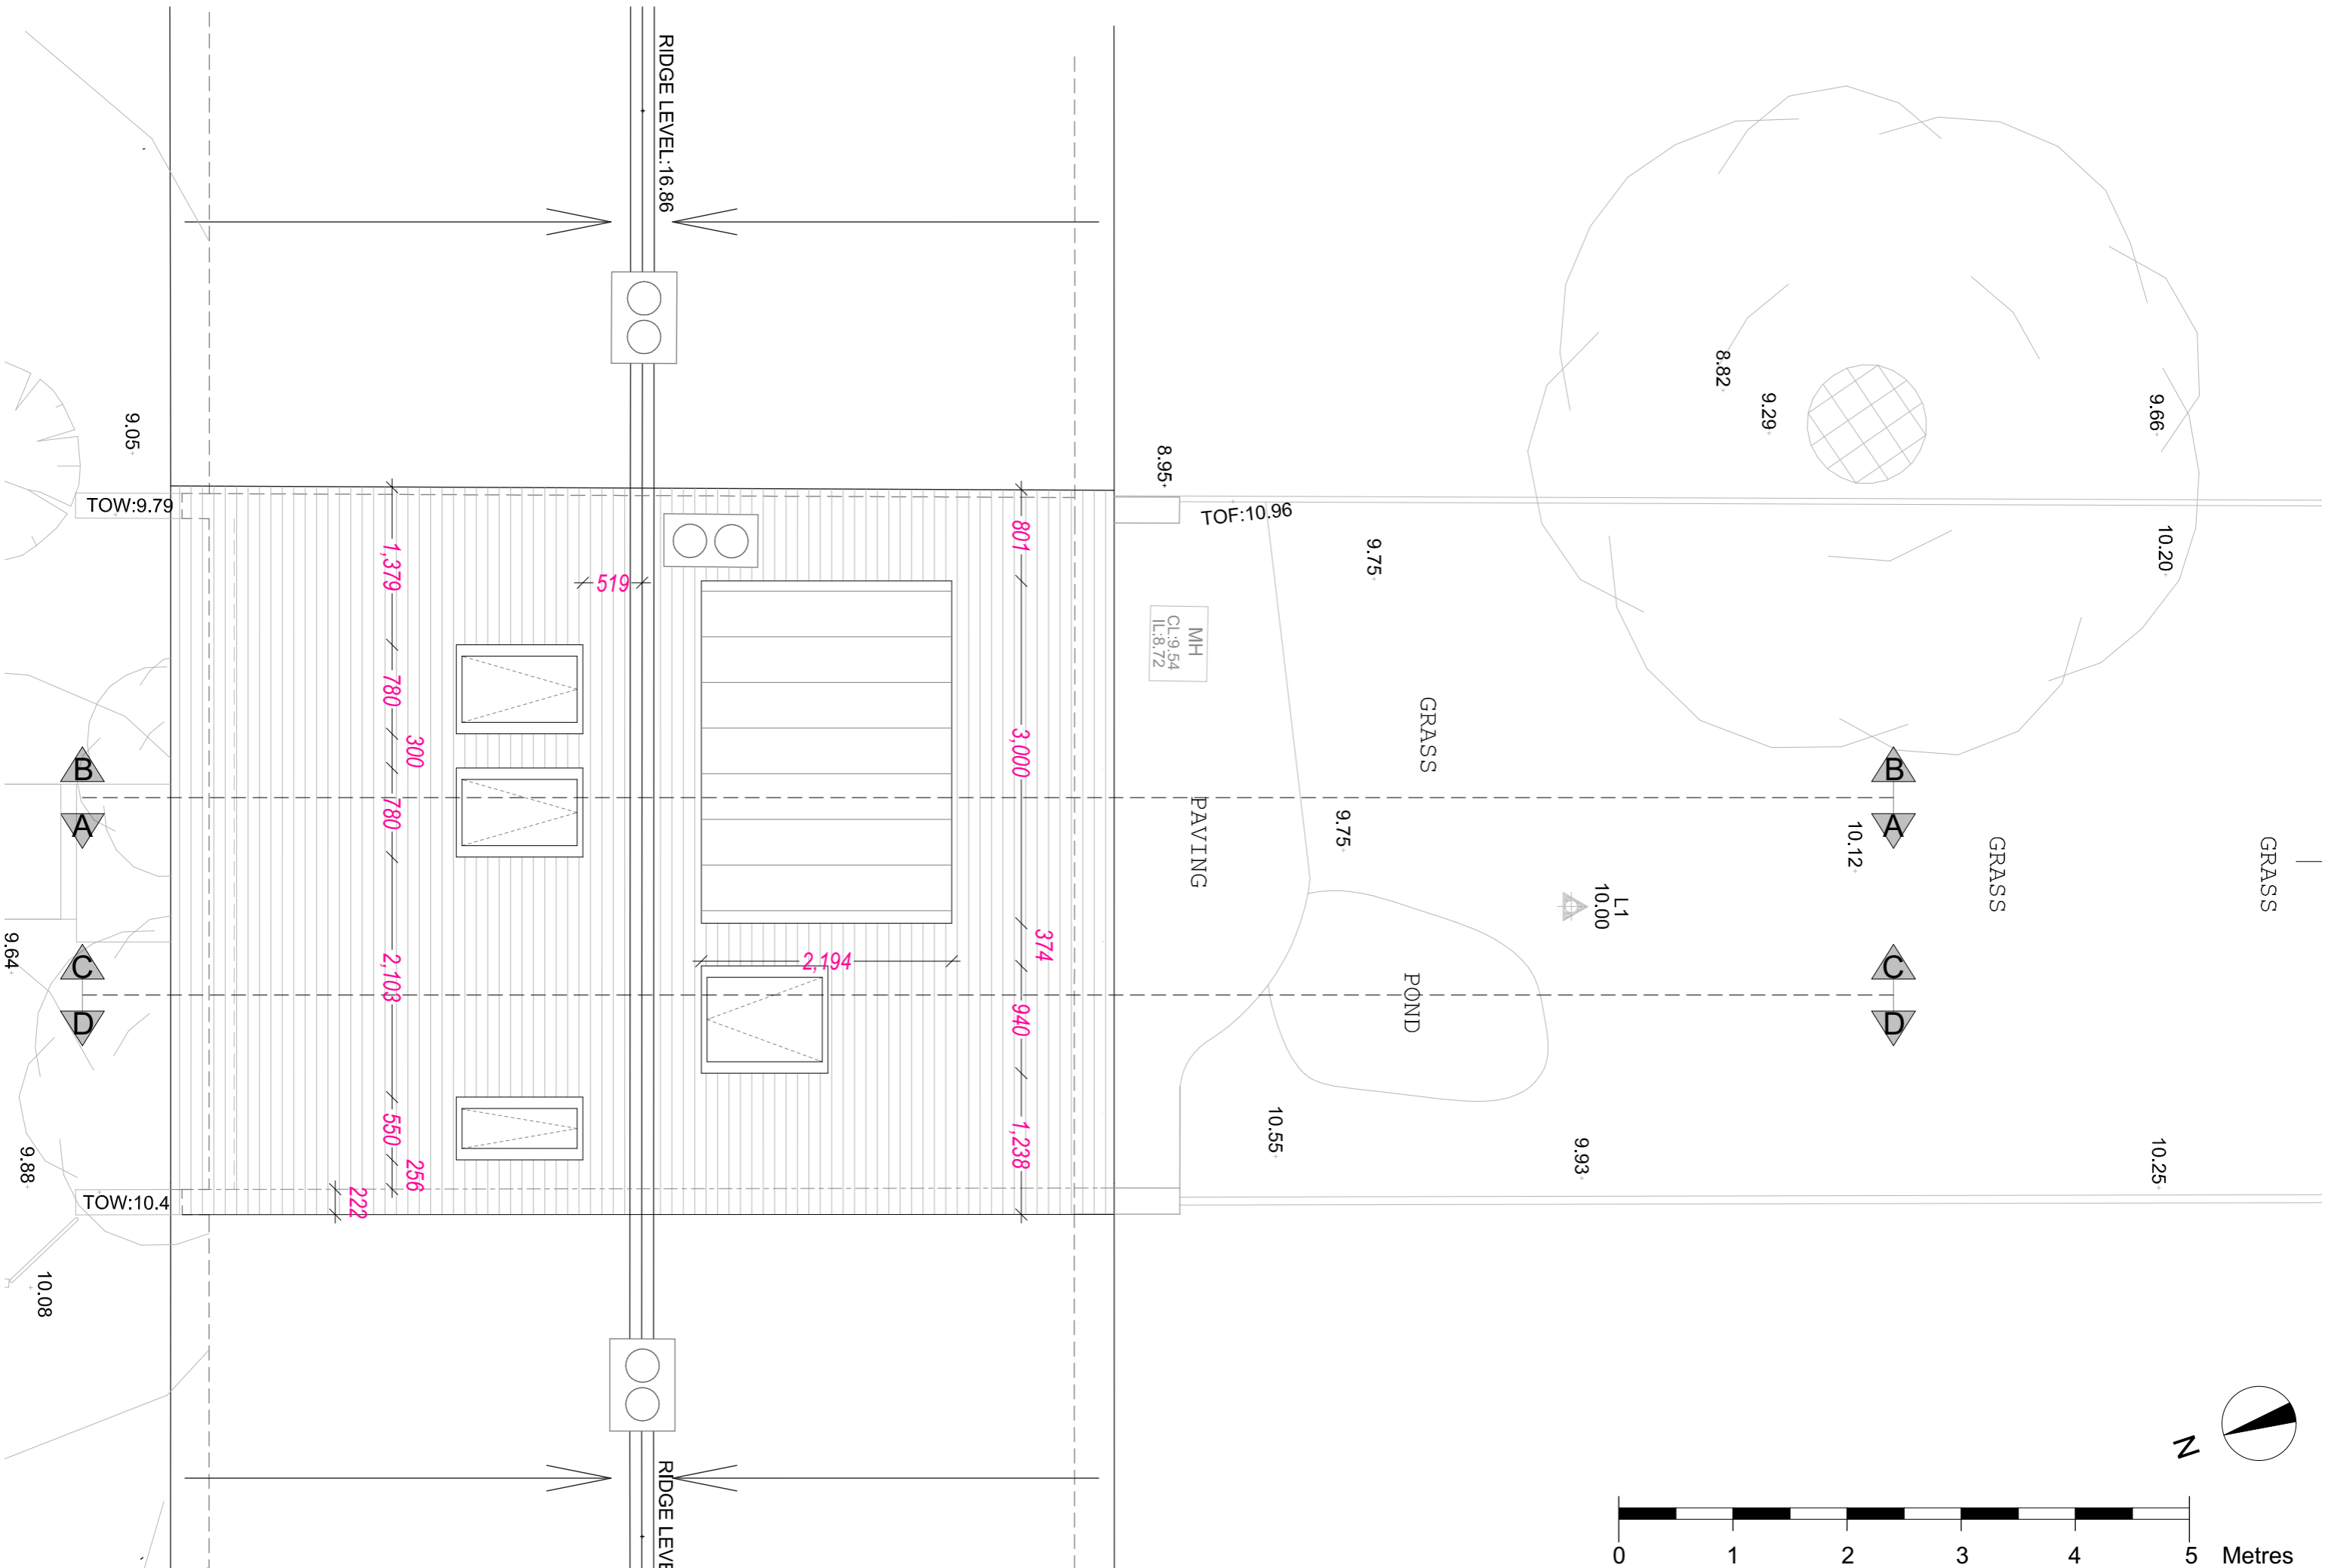 RIDGE LEVEL:16.86
8.82
9.29
9.66
9.05
8.95
TOW:9.79
TOF:10.96
801
9.75
10.20
1,379
519
MH
CL:9.54
IL:8.72
780
300
3,000
GRASS
B
B
780
PAVING
9.75
A
A
10.12
GRASS
GRASS
L1
10.00
9.64
2,103
374
2,194
C
C
940
POND
D
D
550
1,238
10.55
9.93
10.25
9.88
256
222
TOW:10.4
10.08
N
RIDGE LEVE
0 1 2 3 4 5 Metres